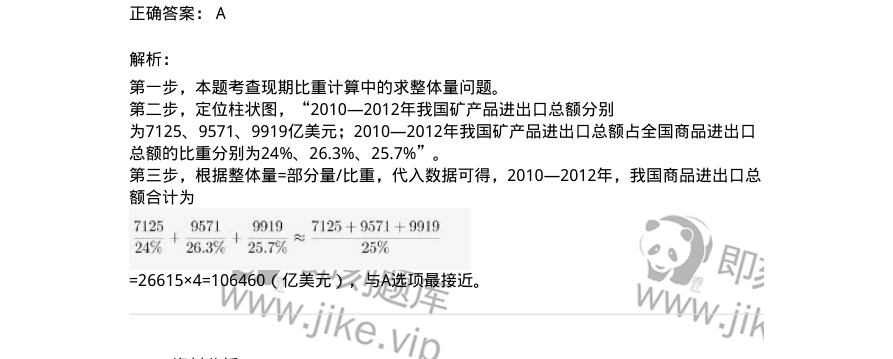 正确答案： A
解析：
第一步，本题考查现期比重计算中的求整体量问题。
第二步，定位柱状图，“2010—2012年我国矿产品进出口总额分别
为7125、9571、9919亿美元；2010—2012年我国矿产品进出口总额占全国商品进出口
总额的比重分别为24%、26.3%、25.7%”。
第三步，根据整体量=部分量/比重，代入数据可得，2010—2012年，我国商品进出口总
额合计为
7125/24% + 9571/26.3% + 9919/25.7% ≈ (7125 + 9571 + 9919)/25%
=26615×4=106460（亿美元），与A选项最接近。
www.jike.vip
www.jik